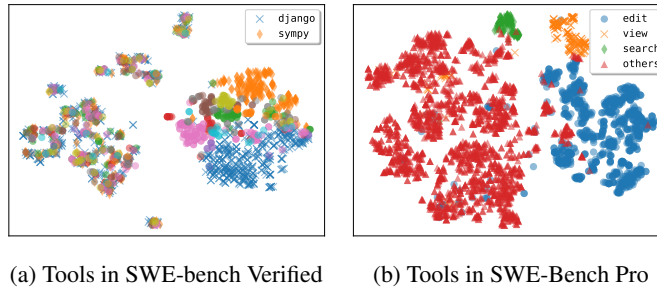 django
sympy
edit
view
search
others
(a) Tools in SWE-bench Verified
(b) Tools in SWE-Bench Pro